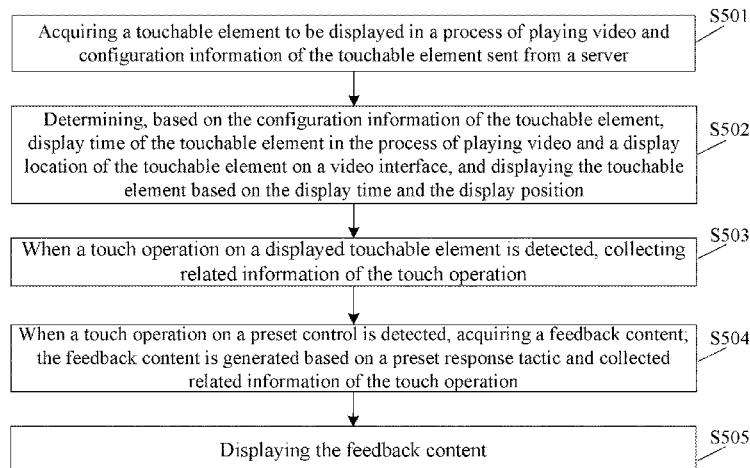 S501
Acquiring a touchable element to be displayed in a process of playing video and
configuration information of the touchable element sent from a server
S502
Determining, based on the configuration information of the touchable element,
display time of the touchable element in the process of playing video and a display
location of the touchable element on a video interface, and displaying the touchable
element based on the display time and the display position
S503
When a touch operation on a displayed touchable element is detected, collecting
related information of the touch operation
S504
When a touch operation on a preset control is detected, acquiring a feedback content;
the feedback content is generated based on a preset response tactic and collected
related information of the touch operation
S505
Displaying the feedback content